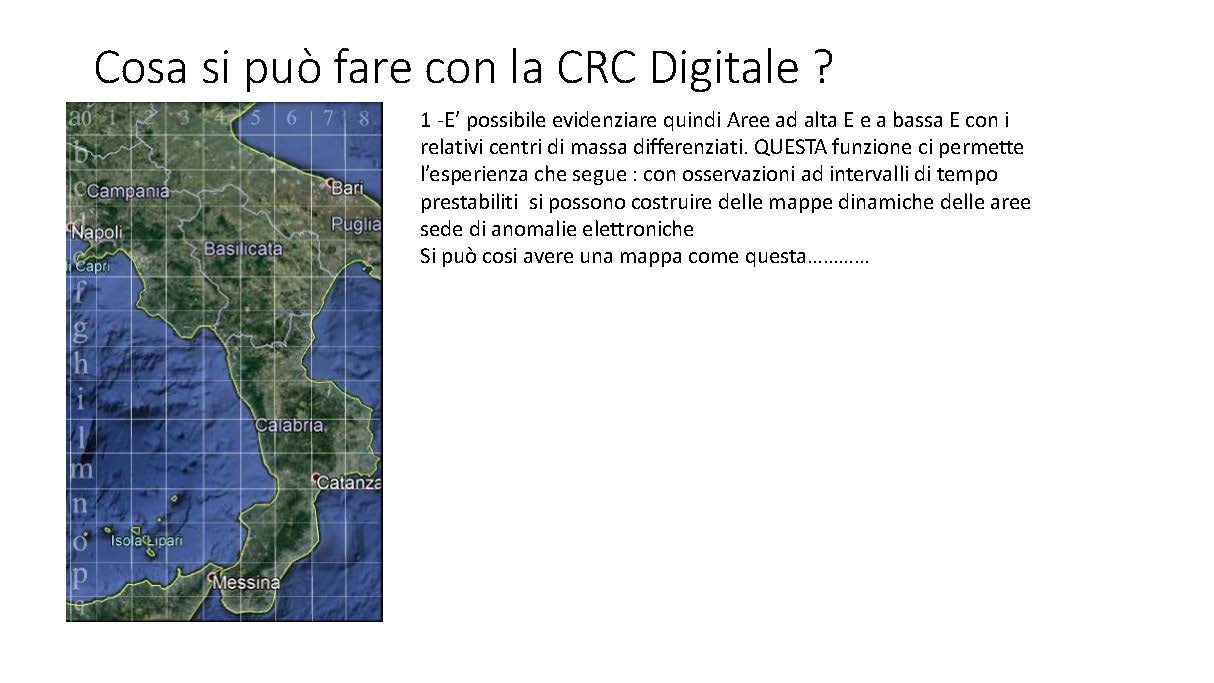 Cosa si può fare con la CRC Digitale ?
1 -E’ possibile evidenziare quindi Aree ad alta E e a bassa E con i
relativi centri di massa differenziati. QUESTA funzione ci permette
l’esperienza che segue : con osservazioni ad intervalli di tempo
prestabiliti  si possono costruire delle mappe dinamiche delle aree
sede di anomalie elettroniche
Si può cosi avere una mappa come questa…………
a0 1 2 3 4 5 6 7 8
b
c
Campania
Bari
d
Puglia
Napoli
Basilicata
e
i Capri
f
g
h
i
l
Calabria
m
Catanza
n
o
Isola Lipari
p
Messina
q